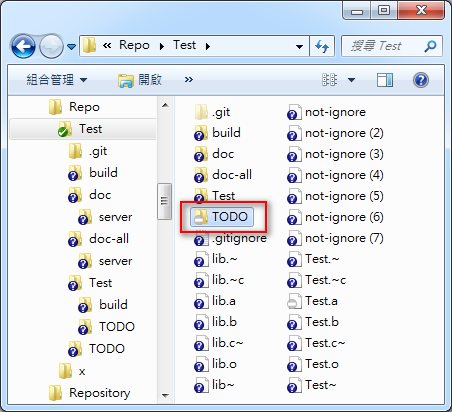 « Repo ▸ Test ▸
搜尋 Test
組合管理 ▼ 開啟 »
Repo
Test
.git
build
doc
server
doc-all
server
Test
build
TODO
TODO
x
Repository
.git
build
doc
doc-all
Test
TODO
.gitignore
lib.~
lib.~c
lib.a
lib.b
lib.c~
lib.o
lib~
not-ignore
not-ignore (2)
not-ignore (3)
not-ignore (4)
not-ignore (5)
not-ignore (6)
not-ignore (7)
Test.~
Test.~c
Test.a
Test.b
Test.c~
Test.o
Test~